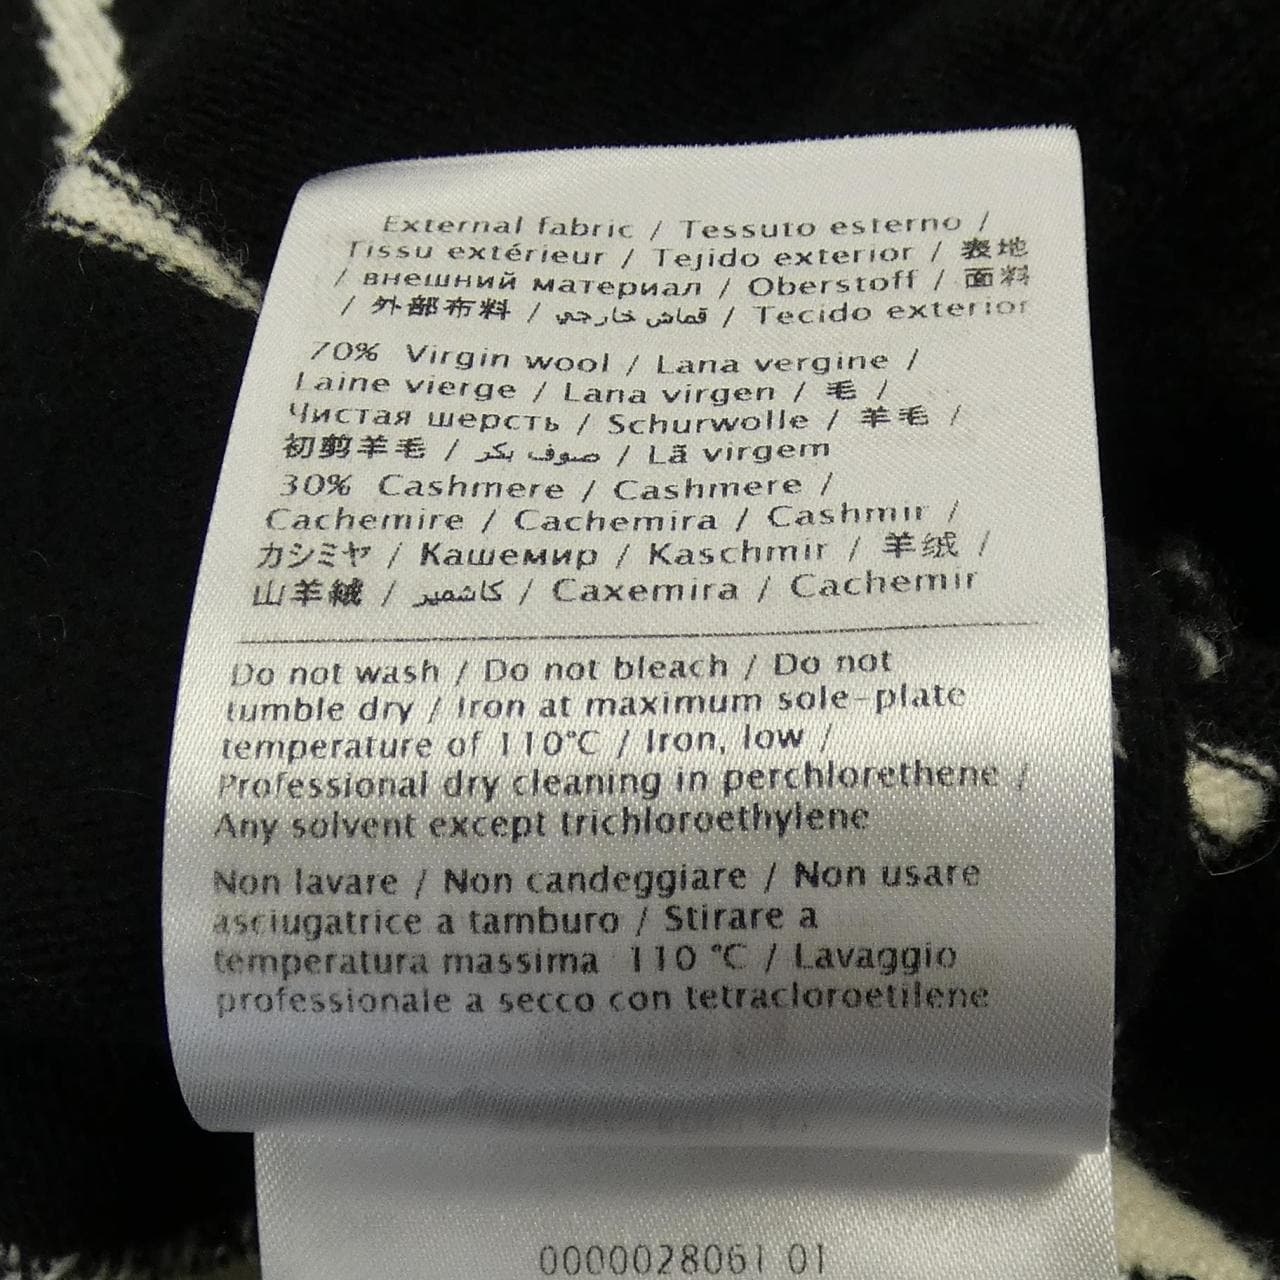 External fabric / Tessuto esterno /
Tissu extérieur / Tejido exterior / 表地
/ внешний материал / Oberstoff / 面料
/ 外部布料 / قماش خارجي / Tecido exterior
70% Virgin wool / Lana vergine /
Laine vierge / Lana virgen / 毛 /
Чистая шерсть / Schurwolle / 羊毛 /
初剪羊毛 / صوف بكر / Lã virgem
30% Cashmere / Cashmere /
Cachemire / Cachemira / Cashmir /
カシミヤ / Кашемир / Kaschmir / 羊绒 /
山羊絨 / كاشمير / Caxemira / Cachemir
Do not wash / Do not bleach / Do not
tumble dry / Iron at maximum sole-plate
temperature of 110°C / Iron, low /
Professional dry cleaning in perchlorethene /
Any solvent except trichloroethylene
Non lavare / Non candeggiare / Non usare
asciugatrice a tamburo / Stirare a
temperatura massima 110 °C / Lavaggio
professionale a secco con tetracloroetilene
0000028061 01